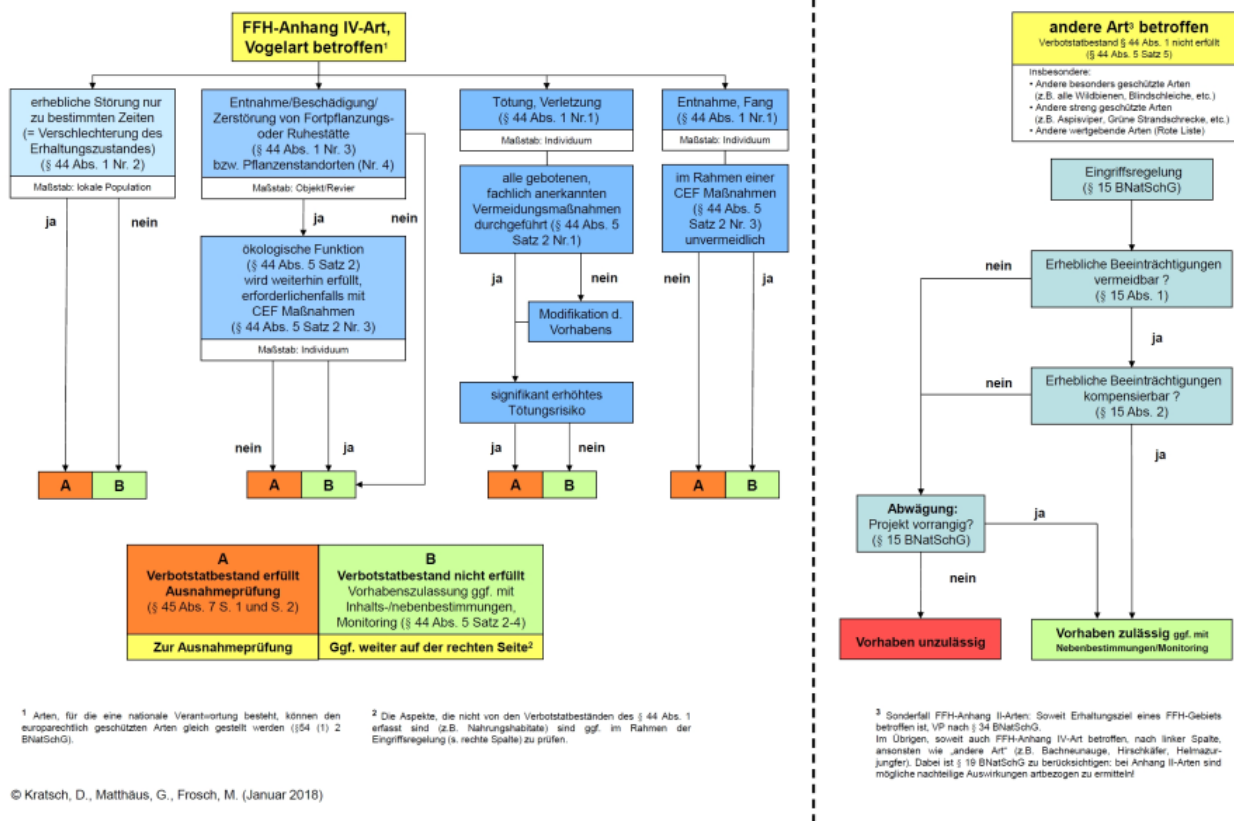 FFH-Anhang IV-Art,
Vogelart betroffen¹
erhebliche Störung nur
zu bestimmten Zeiten
(= Verschlechterung des
Erhaltungszustandes)
(§ 44 Abs. 1 Nr. 2)
Maßstab: lokale Population
ja
nein
Entnahme/Beschädigung/
Zerstörung von Fortpflanzungs-
oder Ruhestätte
(§ 44 Abs. 1 Nr. 3)
bzw. Pflanzenstandorten (Nr. 4)
Maßstab: Objekt/Revier
ja
nein
ökologische Funktion
(§ 44 Abs. 5 Satz 2)
wird weiterhin erfüllt,
erforderlichenfalls mit
CEF Maßnahmen
(§ 44 Abs. 5 Satz 2 Nr. 3)
Maßstab: Individuum
nein
ja
Tötung, Verletzung
(§ 44 Abs. 1 Nr.1)
Maßstab: Individuum
alle gebotenen,
fachlich anerkannten
Vermeidungsmaßnahmen
durchgeführt (§ 44 Abs. 5
Satz 2 Nr.1)
ja
nein
Modifikation d.
Vorhabens
signifikant erhöhtes
Tötungsrisiko
ja
nein
Entnahme, Fang
(§ 44 Abs. 1 Nr.1)
Maßstab: Individuum
im Rahmen einer
CEF Maßnahmen
(§ 44 Abs. 5
Satz 2 Nr. 3)
unvermeidlich
nein
ja
A
B
A
B
A
B
A
B
A
Verbotstatbestand erfüllt
Ausnahmeprüfung
(§ 45 Abs. 7 S. 1 und S. 2)
Zur Ausnahmeprüfung
B
Verbotstatbestand nicht erfüllt
Vorhabenszulassung ggf. mit
Inhalts-/nebenbestimmungen,
Monitoring (§ 44 Abs. 5 Satz 2-4)
Ggf. weiter auf der rechten Seite²
¹ Arten, für die eine nationale Verantwortung besteht, können den
europarechtlich geschützten Arten gleich gestellt werden (§54 (1) 2
BNatSchG).
² Die Aspekte, die nicht von den Verbotstatbeständen des § 44 Abs. 1
erfasst sind (z.B. Nahrungshabitate) sind ggf. im Rahmen der
Eingriffsregelung (s. rechte Spalte) zu prüfen.
© Kratsch, D., Matthäus, G., Frosch, M. (Januar 2018)
andere Art³ betroffen
Verbotstatbestand § 44 Abs. 1 nicht erfüllt
(§ 44 Abs. 5 Satz 5)
Insbesondere:
• Andere besonders geschützte Arten
(z.B. alle Wildbienen, Blindschleiche, etc.)
• Andere streng geschützte Arten
(z.B. Aspisviper, Grüne Strandschrecke, etc.)
• Andere wertgebende Arten (Rote Liste)
Eingriffsregelung
(§ 15 BNatSchG)
nein
Erhebliche Beeinträchtigungen
vermeidbar ?
(§ 15 Abs. 1)
ja
nein
Erhebliche Beeinträchtigungen
kompensierbar ?
(§ 15 Abs. 2)
ja
Abwägung:
Projekt vorrangig?
(§ 15 BNatSchG)
ja
nein
Vorhaben unzulässig
Vorhaben zulässig ggf. mit
Nebenbestimmungen/Monitoring
³ Sonderfall FFH-Anhang II-Arten: Soweit Erhaltungsziel eines FFH-Gebiets
betroffen ist, VP nach § 34 BNatSchG.
Im Übrigen, soweit auch FFH-Anhang IV-Art betroffen, nach linker Spalte,
ansonsten wie „andere Art“ (z.B. Bachneunauge, Hirschkäfer, Helmazur-
jungfer). Dabei ist § 19 BNatSchG zu berücksichtigen: bei Anhang II-Arten sind
mögliche nachteilige Auswirkungen artbezogen zu ermitteln!